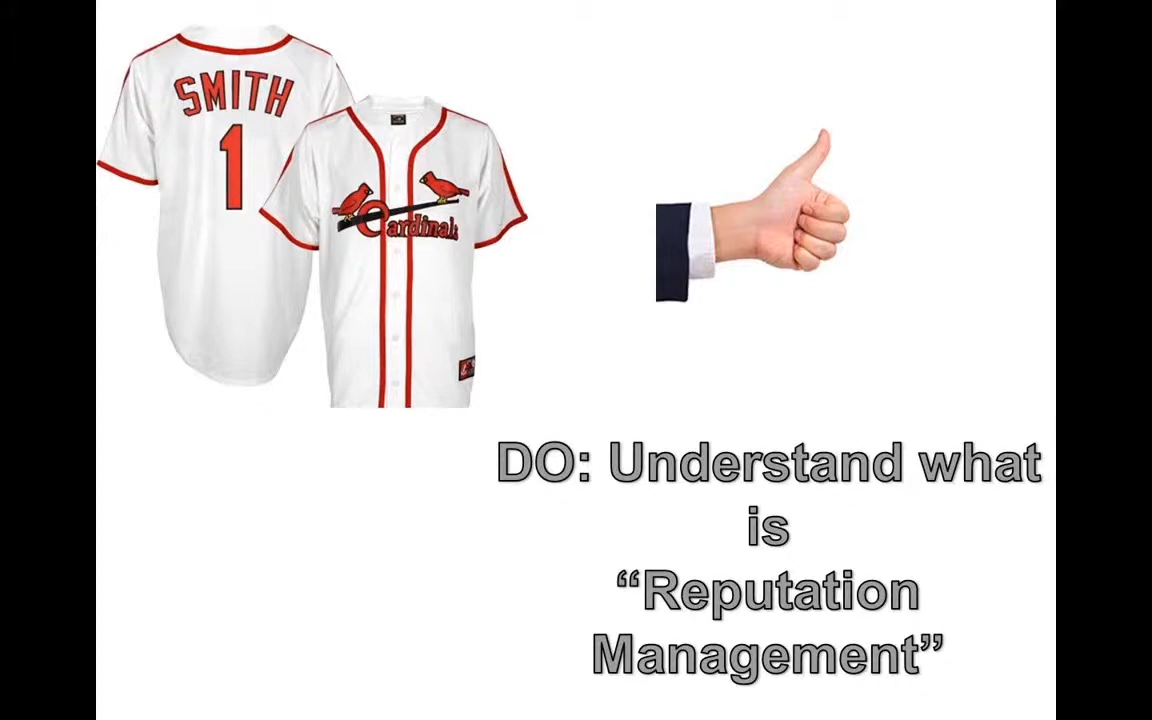 SMITH
1
Cardinals
DO: Understand what
is
“Reputation
Management”